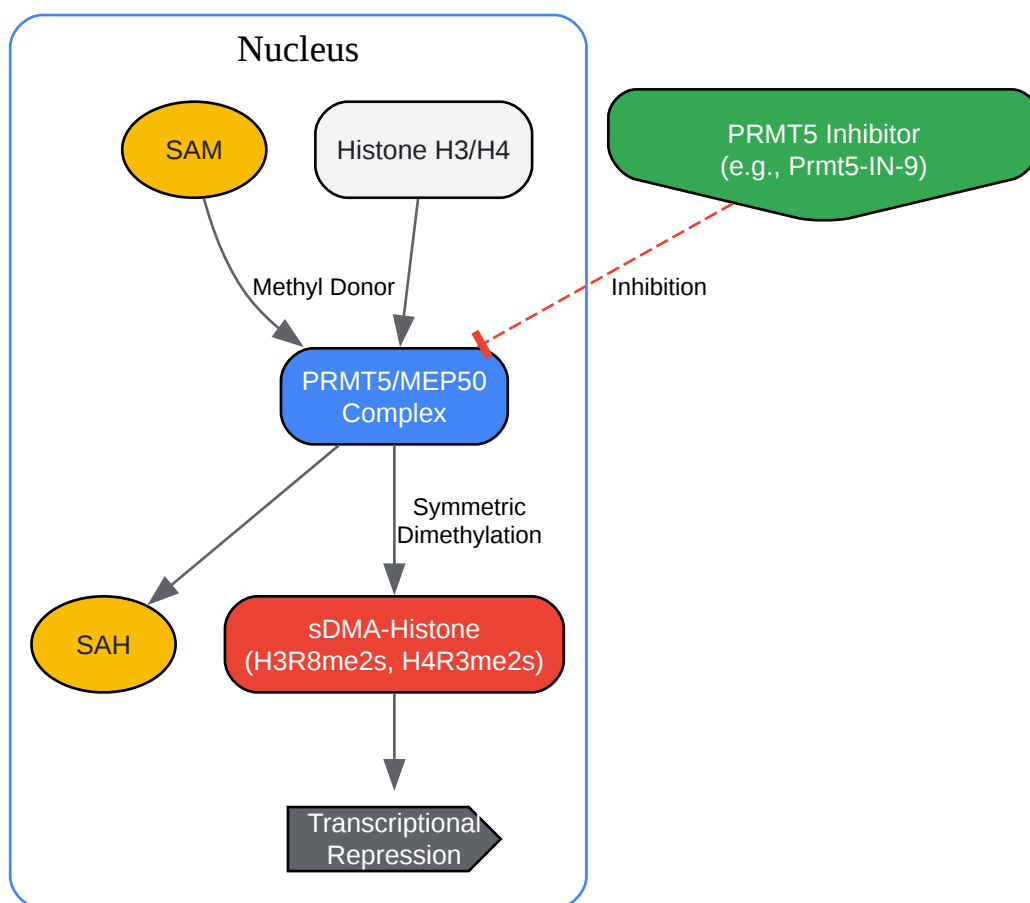 Nucleus
SAM
Histone H3/H4
PRMT5 Inhibitor
(e.g., Prmt5-IN-9)
Methyl Donor
Inhibition
PRMT5/MEP50
Complex
Symmetric
Dimethylation
SAH
sDMA-Histone
(H3R8me2s, H4R3me2s)
Transcriptional
Repression